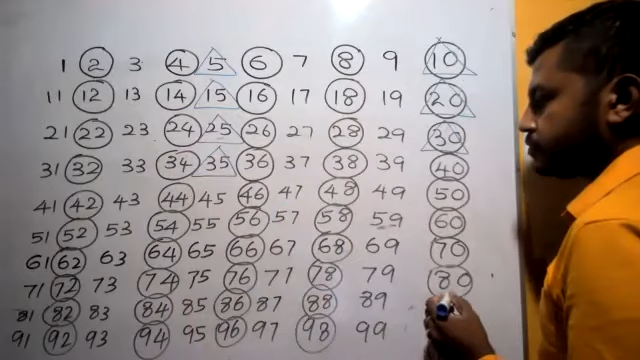 1 2 3 4 5 6 7 8 9 10
11 12 13 14 15 16 17 18 19 20
21 22 23 24 25 26 27 28 29 30
31 32 33 34 35 36 37 38 39 40
41 42 43 44 45 46 47 48 49 50
51 52 53 54 55 56 57 58 59 60
61 62 63 64 65 66 67 68 69 70
71 72 73 74 75 76 77 78 79 80
81 82 83 84 85 86 87 88 89
91 92 93 94 95 96 97 98 99